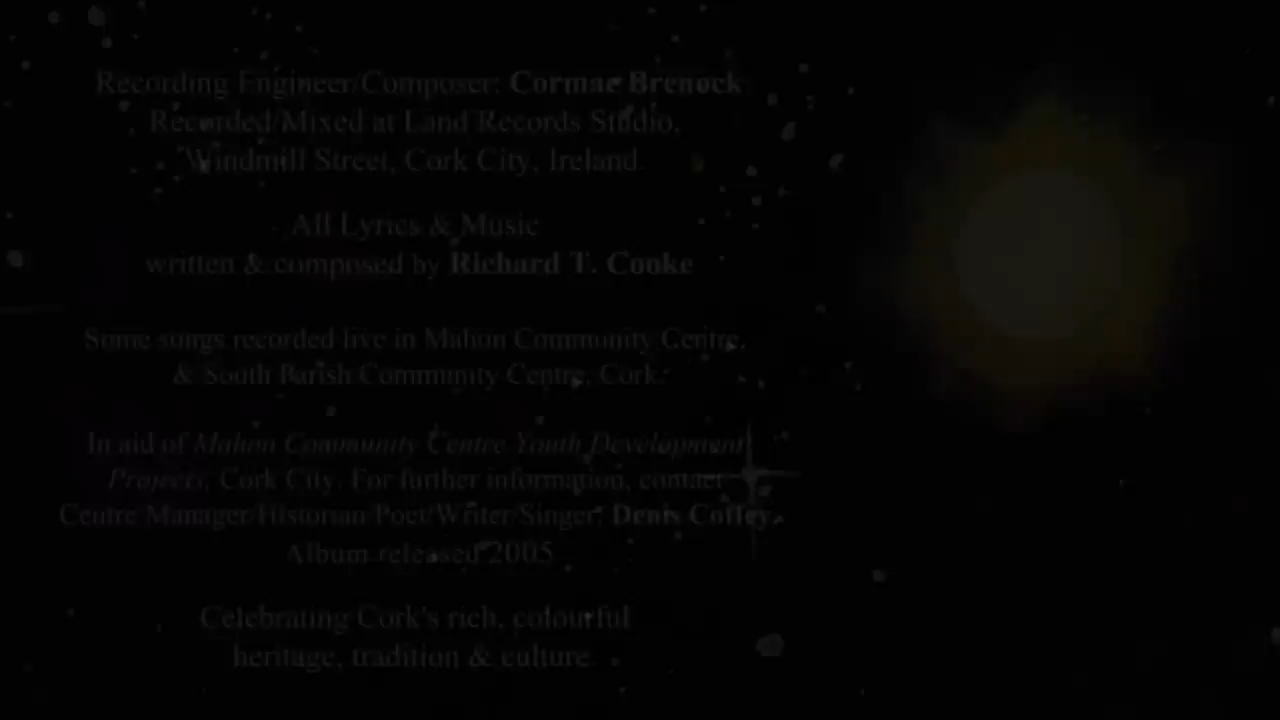 Recording Engineer/Composer: Cormac Brenock
Recorded/Mixed at Land Records Studio,
Windmill Street, Cork City, Ireland.
All Lyrics & Music
written & composed by Richard T. Cooke
Some songs recorded live in Mahon Community Centre,
& South Parish Community Centre, Cork.
In aid of Mahon Community Centre Youth Development
Projects, Cork City. For further information, contact
Centre Manager/Historian/Poet/Writer/Singer: Denis Coffey.
Album released 2005
Celebrating Cork's rich, colourful
heritage, tradition & culture.